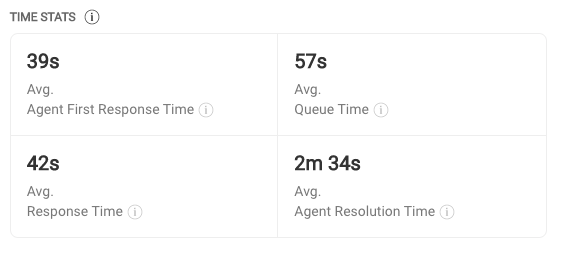 TIME STATS
39s
Avg.
Agent First Response Time
57s
Avg.
Queue Time
42s
Avg.
Response Time
2m 34s
Avg.
Agent Resolution Time